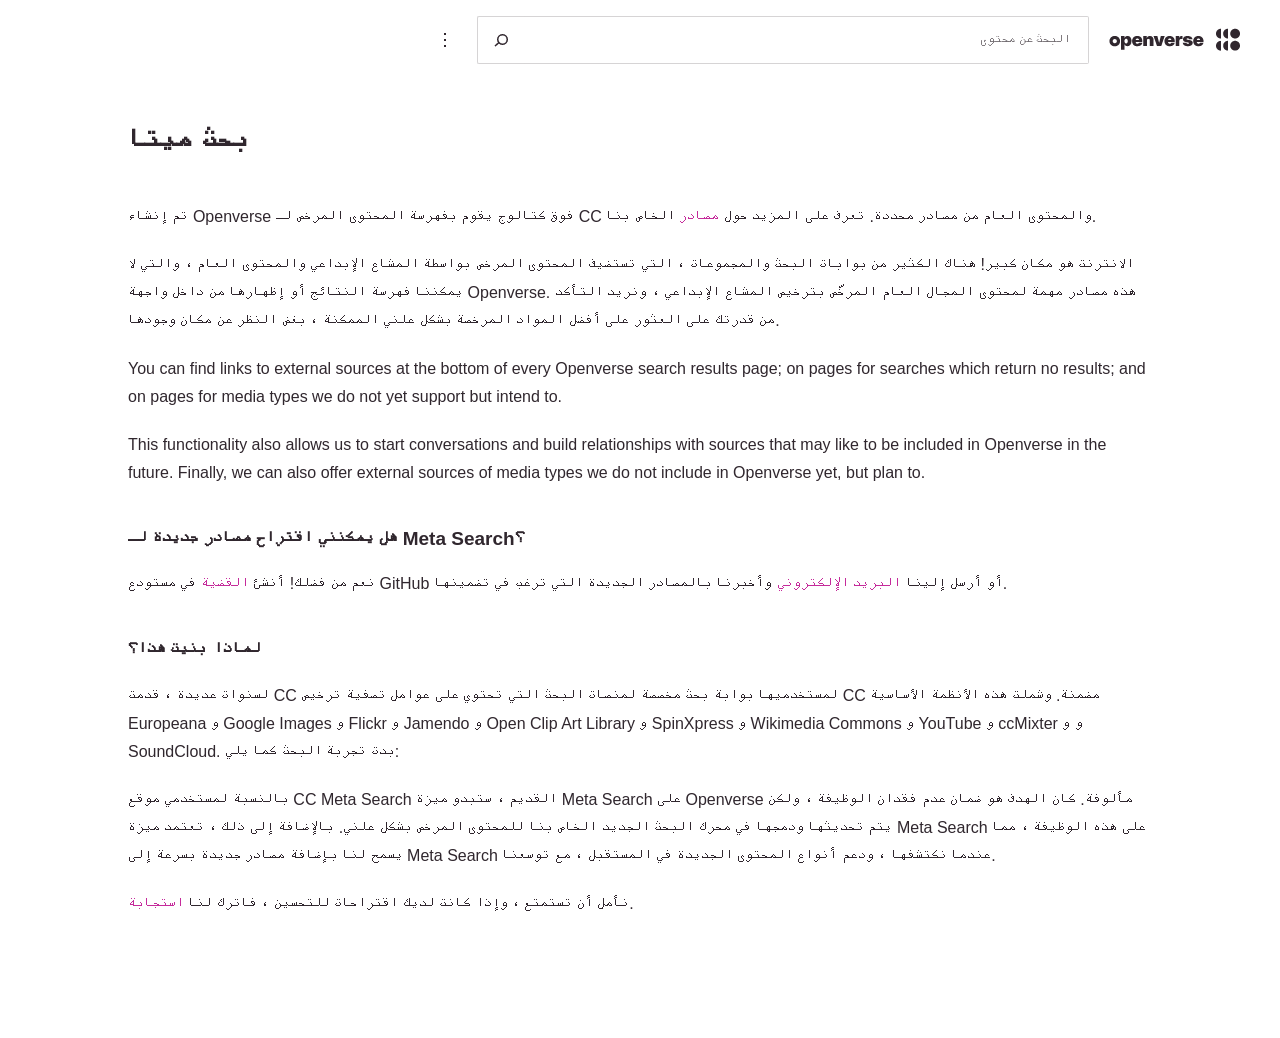 openverse
البحث عن محتوى
بحث ميتا
تم إنشاء Openverse فوق كتالوج يقوم بفهرسة المحتوى المرخص لـ CC والمحتوى العام من مصادر محددة. تعرف على المزيد حول مصادر الخاص بنا.
الانترنت هو مكان كبير! هناك الكثير من بوابات البحث والمجموعات ، التي تستضيف المحتوى المرخص بواسطة المشاع الإبداعي والمحتوى العام ، والتي لا
يمكننا فهرسة النتائج أو إظهارها من داخل واجهة Openverse. هذه مصادر مهمة لمحتوى المجال العام المرخّص بترخيص المشاع الإبداعي ، ونريد التأكد
من قدرتك على العثور على أفضل المواد المرخصة بشكل علني الممكنة ، بغض النظر عن مكان وجودها.
You can find links to external sources at the bottom of every Openverse search results page; on pages for searches which return no results; and
on pages for media types we do not yet support but intend to.
This functionality also allows us to start conversations and build relationships with sources that may like to be included in Openverse in the
future. Finally, we can also offer external sources of media types we do not include in Openverse yet, but plan to.
هل يمكنني اقتراح مصادر جديدة لـ Meta Search؟
نعم من فضلك! أنشئ القضية في مستودع GitHub أو أرسل إلينا البريد الإلكتروني وأخبرنا بالمصادر الجديدة التي ترغب في تضمينها.
لماذا بنيت هذا؟
لسنوات عديدة ، قدمت CC لمستخدميها بوابة بحث مخصصة لمنصات البحث التي تحتوي على عوامل تصفية ترخيص CC مضمنة. وشملت هذه الأنظمة الأساسية
Europeana و Google Images و Flickr و Jamendo و Open Clip Art Library و SpinXpress و Wikimedia Commons و YouTube و ccMixter و و
SoundCloud. بدت تجربة البحث كما يلي:
بالنسبة لمستخدمي موقع CC Meta Search القديم ، ستبدو ميزة Meta Search على Openverse مألوفة. كان الهدف هو ضمان عدم فقدان الوظيفة ، ولكن
يتم تحديثها ودمجها في محرك البحث الجديد الخاص بنا للمحتوى المرخص بشكل علني. بالإضافة إلى ذلك ، تعتمد ميزة Meta Search على هذه الوظيفة ، مما
يسمح لنا بإضافة مصادر جديدة بسرعة إلى Meta Search عندما نكتشفها ، ودعم أنواع المحتوى الجديدة في المستقبل ، مع توسعنا.
نأمل أن تستمتع ، وإذا كانت لديك اقتراحات للتحسين ، فاترك لنا استجابة.